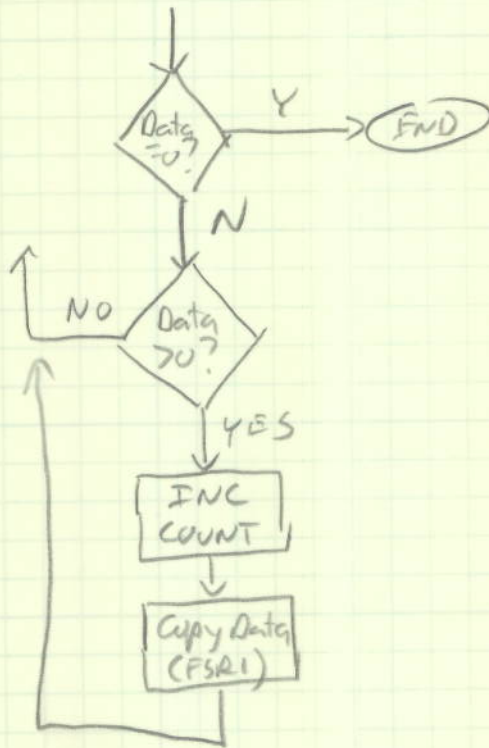 Data
=0?
Y
END
N
Data
>0?
NO
YES
INC
COUNT
Copy Data
(FSR1)